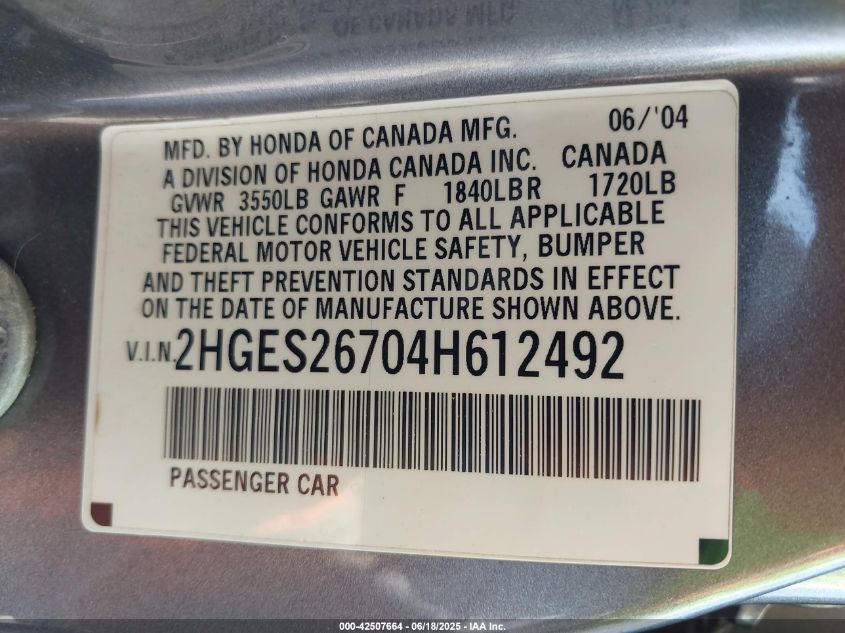 MFD. BY HONDA OF CANADA MFG. 06/'04
A DIVISION OF HONDA CANADA INC. CANADA
GVWR 3550LB GAWR F 1840LBR 1720LB
THIS VEHICLE CONFORMS TO ALL APPLICABLE
FEDERAL MOTOR VEHICLE SAFETY, BUMPER
AND THEFT PREVENTION STANDARDS IN EFFECT
ON THE DATE OF MANUFACTURE SHOWN ABOVE.
V.I.N. 2HGES26704H612492
PASSENGER CAR
000-42507664 - 06/18/2025 - IAA Inc.